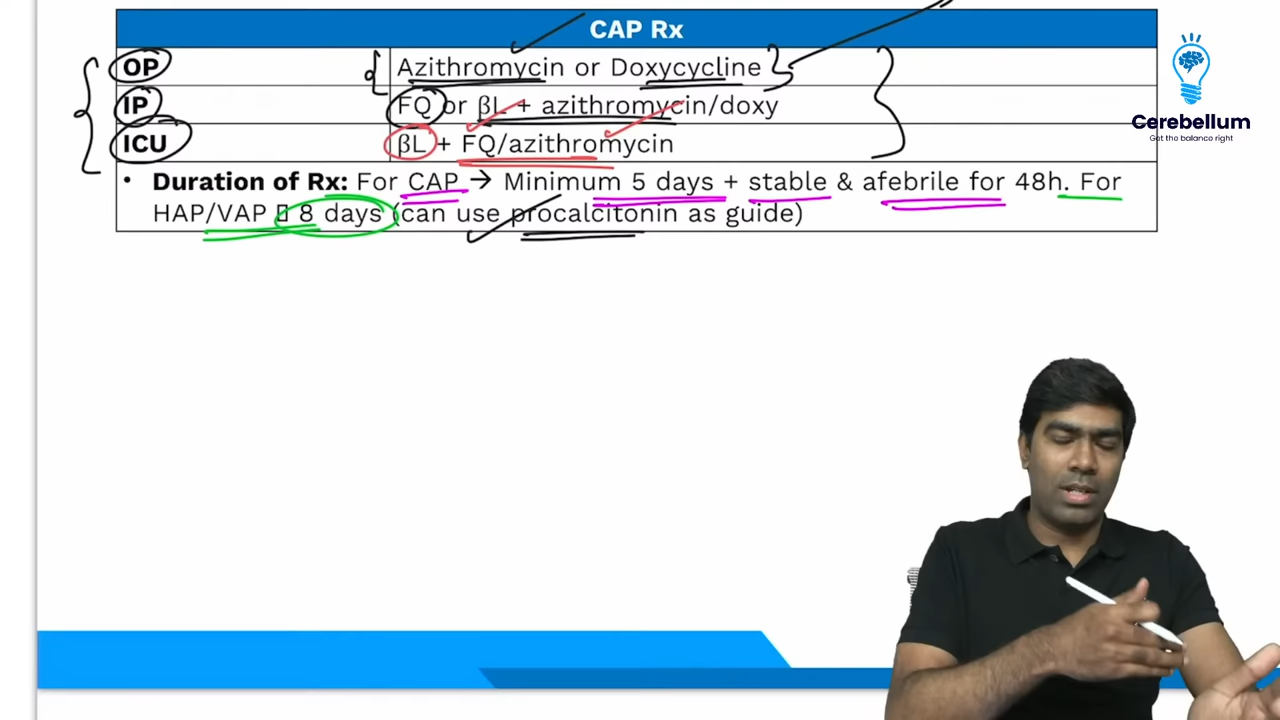 CAP Rx
OP Azithromycin or Doxycycline
IP FQ or βL + azithromycin/doxy
ICU βL + FQ/azithromycin
• Duration of Rx: For CAP → Minimum 5 days + stable & afebrile for 48h. For
HAP/VAP 8 days (can use procalcitonin as guide)
Cerebellum
Get the balance right